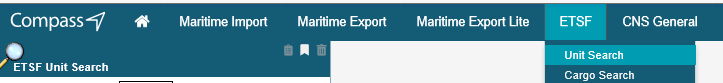 Compass Maritime Import Maritime Export Maritime Export Lite ETSF CNS General
Unit Search
ETSF Unit Search
Cargo Search